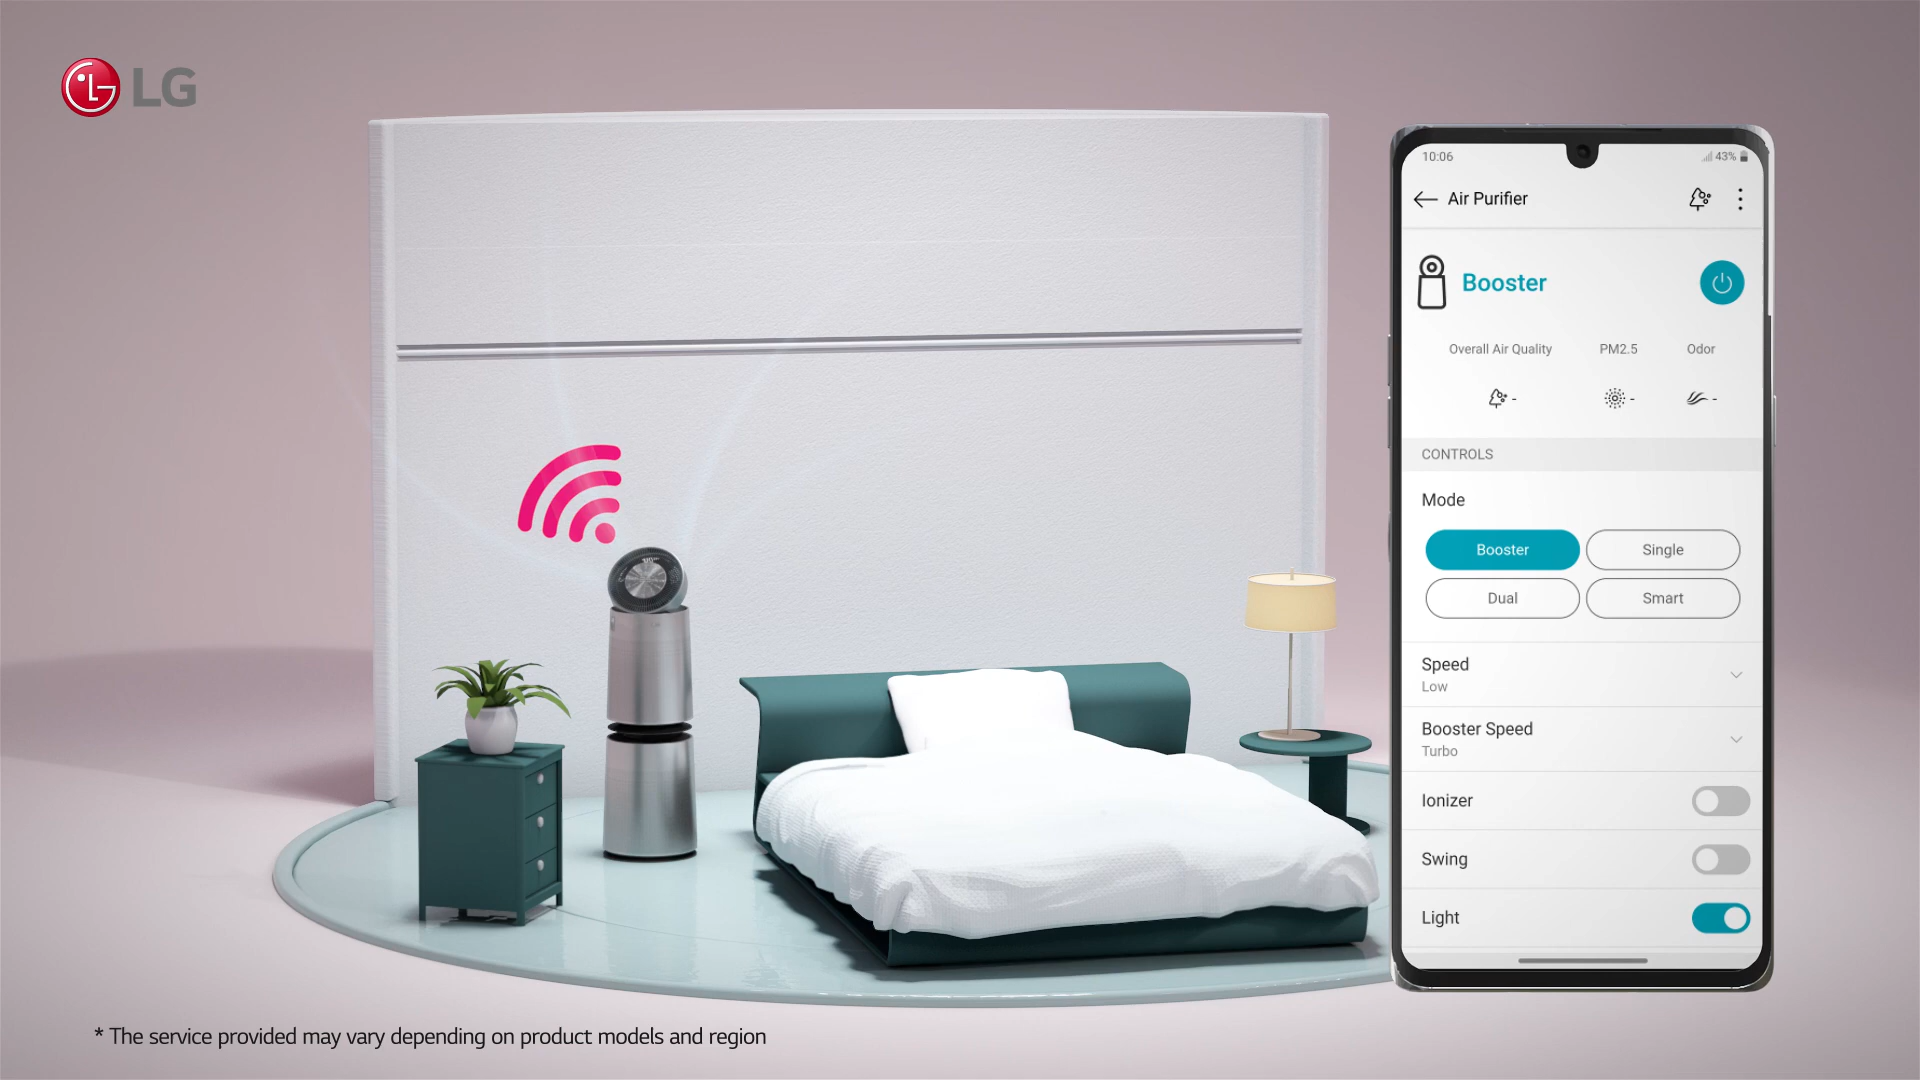 LG
10:06
43%
Air Purifier
Booster
Overall Air Quality PM2.5 Odor
- - -
CONTROLS
Mode
Booster Single
Dual Smart
Speed
Low
Booster Speed
Turbo
Ionizer
Swing
Light
* The service provided may vary depending on product models and region